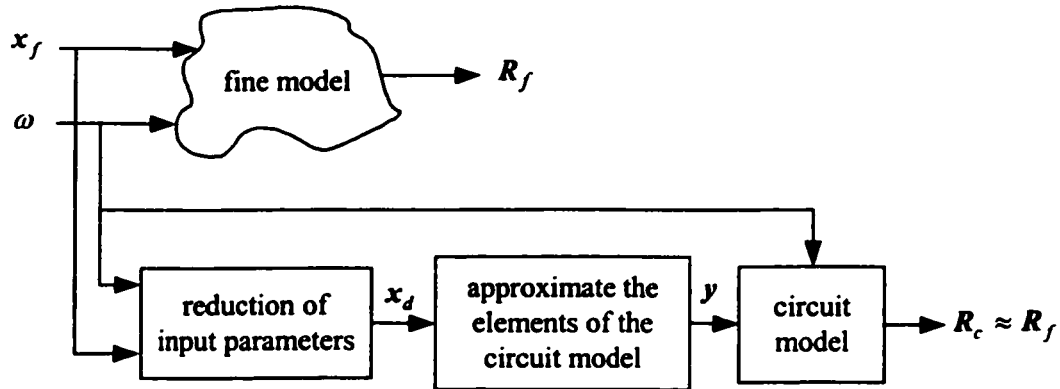 x_f
fine model
R_f
ω
reduction of
input parameters
x_d
approximate the
elements of the
circuit model
y
circuit
model
R_c ≈ R_f